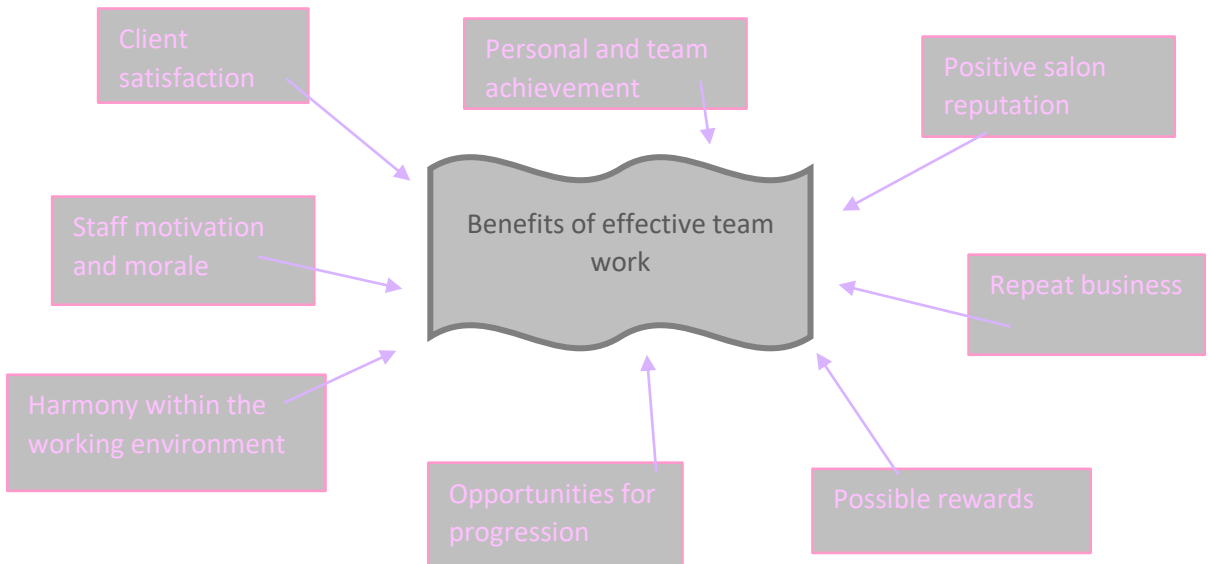 Client
satisfaction
Personal and team
achievement
Positive salon
reputation
Staff motivation
and morale
Benefits of effective team
work
Repeat business
Harmony within the
working environment
Opportunities for
progression
Possible rewards